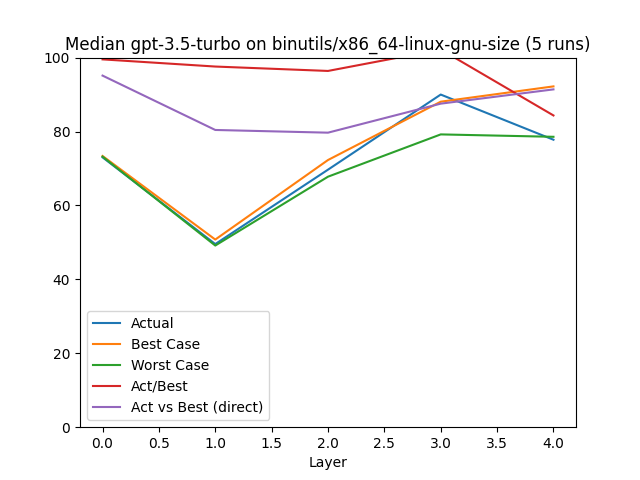 Median gpt-3.5-turbo on binutils/x86_64-linux-gnu-size (5 runs)
100
80
60
40
20
0
Actual
Best Case
Worst Case
Act/Best
Act vs Best (direct)
0.0 0.5 1.0 1.5 2.0 2.5 3.0 3.5 4.0
Layer